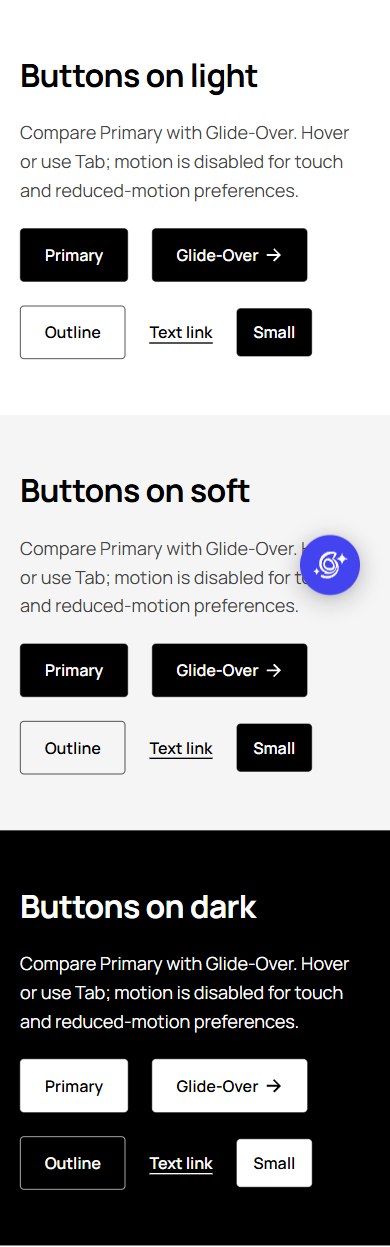 Buttons on light
Compare Primary with Glide-Over. Hover
or use Tab; motion is disabled for touch
and reduced-motion preferences.
Primary
Glide-Over →
Outline
Text link
Small
Buttons on soft
Compare Primary with Glide-Over.
or use Tab; motion is disabled for
and reduced-motion preferences.
Primary
Glide-Over →
Outline
Text link
Small
Buttons on dark
Compare Primary with Glide-Over. Hover
or use Tab; motion is disabled for touch
and reduced-motion preferences.
Primary
Glide-Over →
Outline
Text link
Small